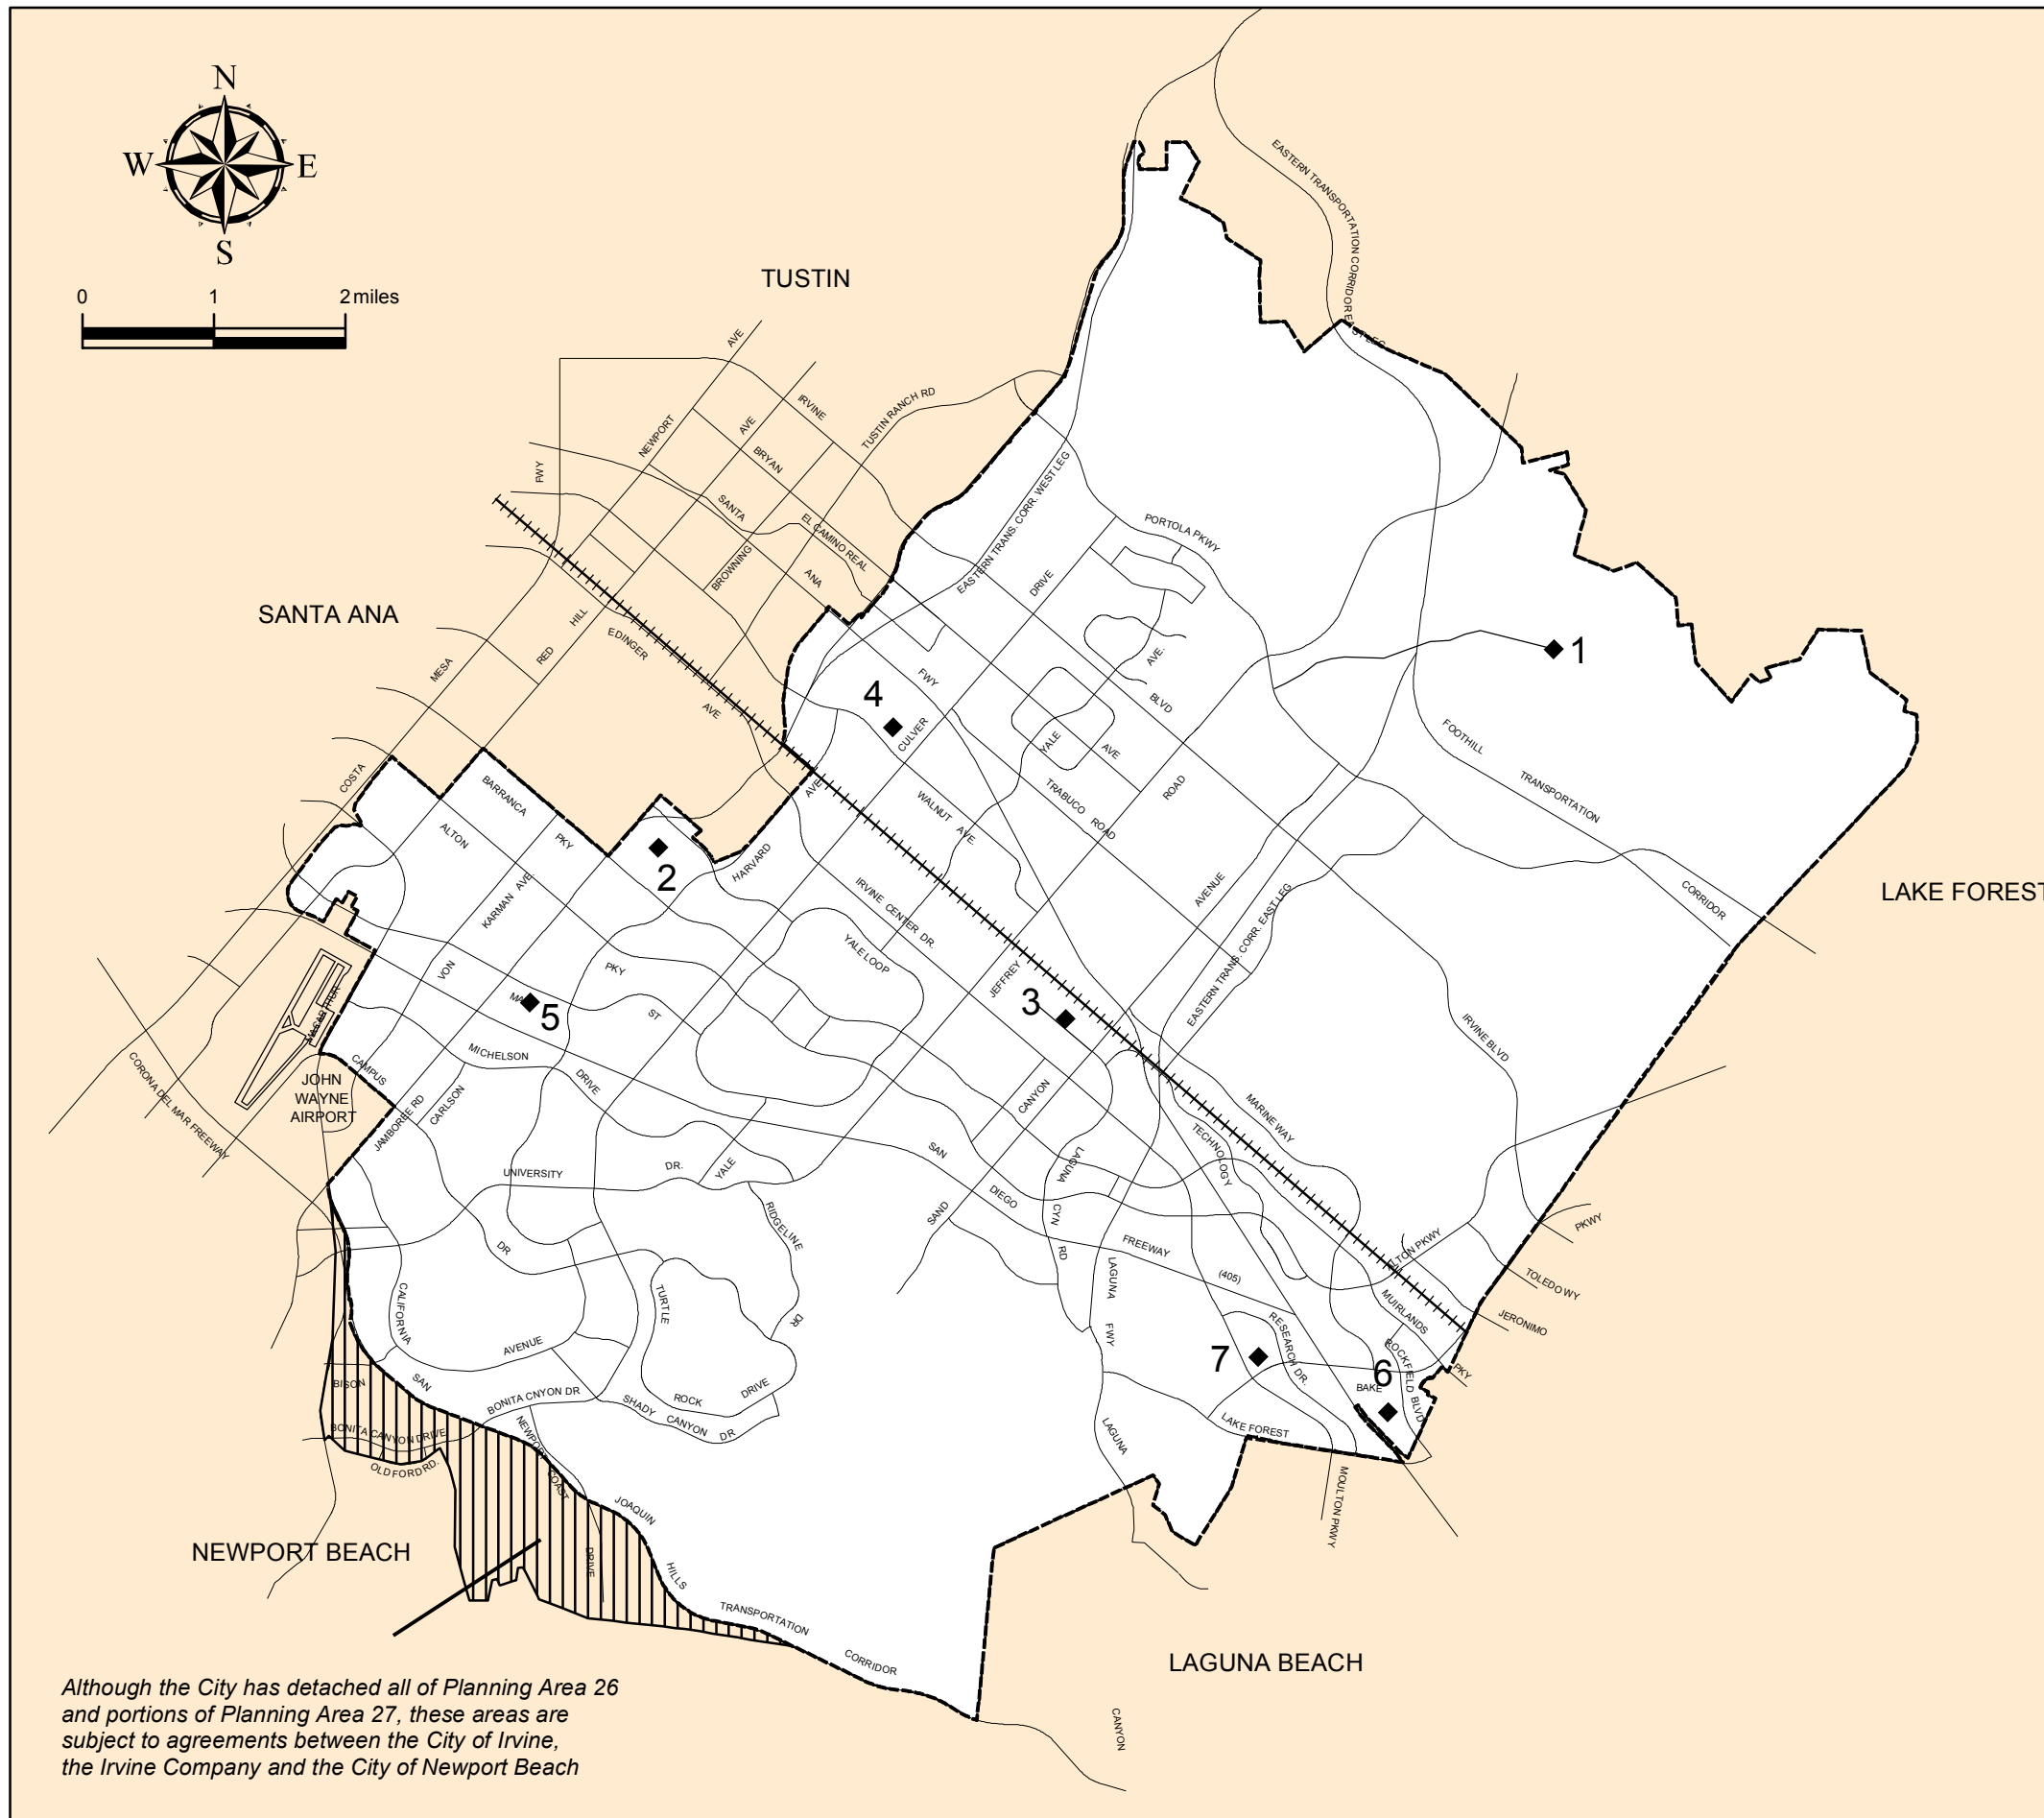 N
W
E
S
0 1 2 miles
TUSTIN
SANTA ANA
LAKE FOREST
NEWPORT BEACH
LAGUNA BEACH
JOHN
WAYNE
AIRPORT
1
2
3
4
5
6
7
EASTERN TRANSPORTATION CORRIDOR EAST LEG
AVE
NEWPORT
AVE
IRVINE
BRYAN
TUSTIN RANCH RD
FWY
SANTA
EL CAMINO REAL
BROWNING
ANA
FWY
HILL
RED
EDINGER
AVE
MESA
COSTA
EASTERN TRANS. CORR. WEST LEG
PORTOLA PKWY
DRIVE
CULVER
AVE.
YALE
BLVD
AVE
TRABUCO
ROAD
ROAD
JEFFREY
WALNUT AVE
FOOTHILL
TRANSPORTATION
CORRIDOR
BARRANCA
PKY
ALTON
PKY
HARVARD
AVE
KARMAN AVE.
VON
IRVINE CENTER DR.
YALE LOOP
AVENUE
EASTERN TRANS. CORR. EAST LEG
IRVINE BLVD
ST
MICHELSON
DRIVE
CAMPUS
JAMBOREE RD
CARLSON
CORONA DEL MAR FREEWAY
UNIVERSITY
DR.
YALE
RIDGELINE
DR
DR
CANYON
SAND
SAN
DIEGO
FREEWAY
(405)
LAGUNA
CYN
RD
LAGUNA
FWY
LAGUNA
CANYON
MARINE WAY
TECHNOLOGY
ALTON PKWY
PKWY
TOLEDO WY
JERONIMO
MUIRLANDS
PKY
ROCKFIELD BLVD
BAKE
RESEARCH DR.
LAKE FOREST
MOULTON PKWY
CALIFORNIA
AVENUE
TURTLE
ROCK
DRIVE
BISON
SAN
BONITA CNYON DR
SHADY
CANYON
DR
BONITA CANYON DRIVE
OLD FORD RD.
NEWPORT
COAST
DRIVE
JOAQUIN
HILLS
TRANSPORTATION
CORRIDOR
Although the City has detached all of Planning Area 26
and portions of Planning Area 27, these areas are
subject to agreements between the City of Irvine,
the Irvine Company and the City of Newport Beach